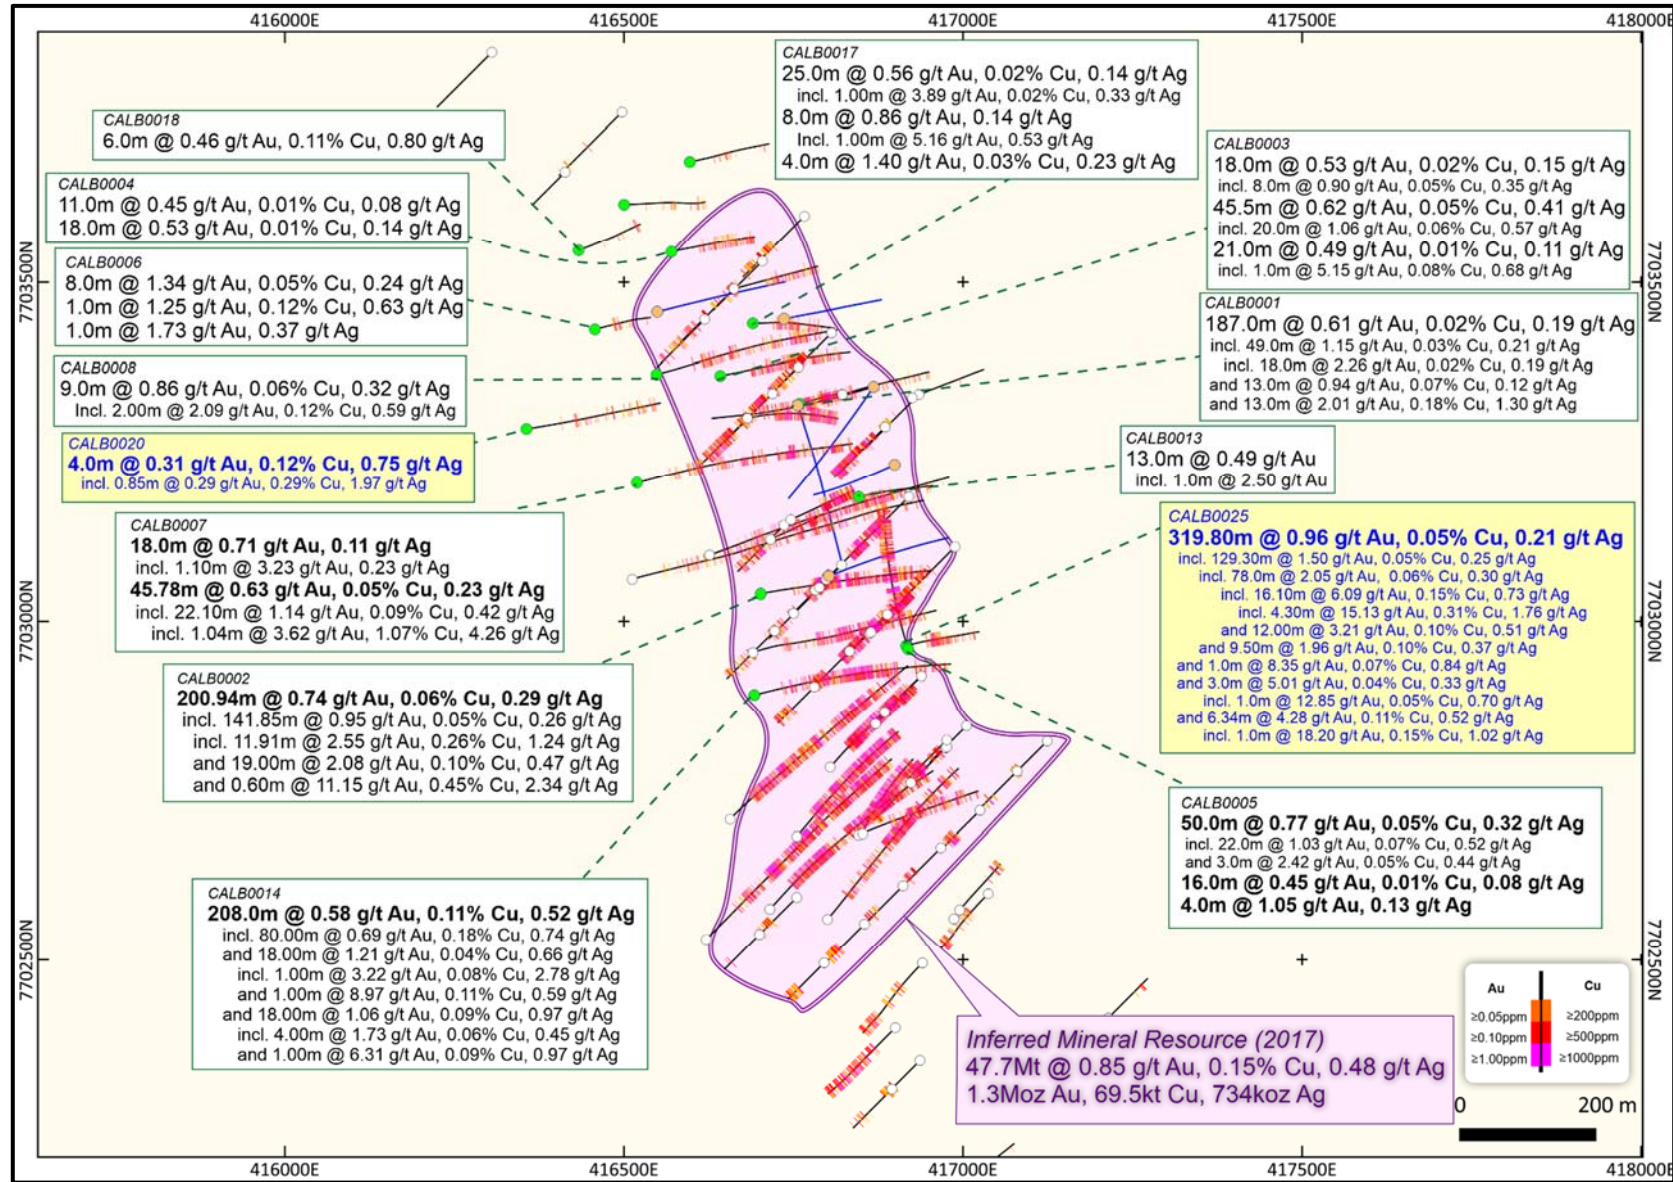 416000E 416500E 417000E 417500E 418000E
CALB0017
25.0m @ 0.56 g/t Au, 0.02% Cu, 0.14 g/t Ag
incl. 1.00m @ 3.89 g/t Au, 0.02% Cu, 0.33 g/t Ag
8.0m @ 0.86 g/t Au, 0.14 g/t Ag
Incl. 1.00m @ 5.16 g/t Au, 0.53 g/t Ag
4.0m @ 1.40 g/t Au, 0.03% Cu, 0.23 g/t Ag
CALB0018
6.0m @ 0.46 g/t Au, 0.11% Cu, 0.80 g/t Ag
CALB0003
18.0m @ 0.53 g/t Au, 0.02% Cu, 0.15 g/t Ag
incl. 8.0m @ 0.90 g/t Au, 0.05% Cu, 0.35 g/t Ag
45.5m @ 0.62 g/t Au, 0.05% Cu, 0.41 g/t Ag
incl. 20.0m @ 1.06 g/t Au, 0.06% Cu, 0.57 g/t Ag
21.0m @ 0.49 g/t Au, 0.01% Cu, 0.11 g/t Ag
incl. 1.0m @ 5.15 g/t Au, 0.08% Cu, 0.68 g/t Ag
CALB0004
11.0m @ 0.45 g/t Au, 0.01% Cu, 0.08 g/t Ag
18.0m @ 0.53 g/t Au, 0.01% Cu, 0.14 g/t Ag
7703500N
7703500N
CALB0006
8.0m @ 1.34 g/t Au, 0.05% Cu, 0.24 g/t Ag
1.0m @ 1.25 g/t Au, 0.12% Cu, 0.63 g/t Ag
1.0m @ 1.73 g/t Au, 0.37 g/t Ag
CALB0001
187.0m @ 0.61 g/t Au, 0.02% Cu, 0.19 g/t Ag
incl. 49.0m @ 1.15 g/t Au, 0.03% Cu, 0.21 g/t Ag
incl. 18.0m @ 2.26 g/t Au, 0.02% Cu, 0.19 g/t Ag
and 13.0m @ 0.94 g/t Au, 0.07% Cu, 0.12 g/t Ag
and 13.0m @ 2.01 g/t Au, 0.18% Cu, 1.30 g/t Ag
CALB0008
9.0m @ 0.86 g/t Au, 0.06% Cu, 0.32 g/t Ag
Incl. 2.00m @ 2.09 g/t Au, 0.12% Cu, 0.59 g/t Ag
CALB0020
4.0m @ 0.31 g/t Au, 0.12% Cu, 0.75 g/t Ag
incl. 0.85m @ 0.29 g/t Au, 0.29% Cu, 1.97 g/t Ag
CALB0013
13.0m @ 0.49 g/t Au
incl. 1.0m @ 2.50 g/t Au
CALB0007
18.0m @ 0.71 g/t Au, 0.11 g/t Ag
incl. 1.10m @ 3.23 g/t Au, 0.23 g/t Ag
45.78m @ 0.63 g/t Au, 0.05% Cu, 0.23 g/t Ag
incl. 22.10m @ 1.14 g/t Au, 0.09% Cu, 0.42 g/t Ag
incl. 1.04m @ 3.62 g/t Au, 1.07% Cu, 4.26 g/t Ag
CALB0025
319.80m @ 0.96 g/t Au, 0.05% Cu, 0.21 g/t Ag
incl. 129.30m @ 1.50 g/t Au, 0.05% Cu, 0.25 g/t Ag
incl. 78.0m @ 2.05 g/t Au, 0.06% Cu, 0.30 g/t Ag
incl. 16.10m @ 6.09 g/t Au, 0.15% Cu, 0.73 g/t Ag
incl. 4.30m @ 15.13 g/t Au, 0.31% Cu, 1.76 g/t Ag
and 12.00m @ 3.21 g/t Au, 0.10% Cu, 0.51 g/t Ag
and 9.50m @ 1.96 g/t Au, 0.10% Cu, 0.37 g/t Ag
and 1.0m @ 8.35 g/t Au, 0.07% Cu, 0.84 g/t Ag
and 3.0m @ 5.01 g/t Au, 0.04% Cu, 0.33 g/t Ag
incl. 1.0m @ 12.85 g/t Au, 0.05% Cu, 0.70 g/t Ag
and 6.34m @ 4.28 g/t Au, 0.11% Cu, 0.52 g/t Ag
incl. 1.0m @ 18.20 g/t Au, 0.15% Cu, 1.02 g/t Ag
7703000N
7703000N
CALB0002
200.94m @ 0.74 g/t Au, 0.06% Cu, 0.29 g/t Ag
incl. 141.85m @ 0.95 g/t Au, 0.05% Cu, 0.26 g/t Ag
incl. 11.91m @ 2.55 g/t Au, 0.26% Cu, 1.24 g/t Ag
and 19.00m @ 2.08 g/t Au, 0.10% Cu, 0.47 g/t Ag
and 0.60m @ 11.15 g/t Au, 0.45% Cu, 2.34 g/t Ag
CALB0005
50.0m @ 0.77 g/t Au, 0.05% Cu, 0.32 g/t Ag
incl. 22.0m @ 1.03 g/t Au, 0.07% Cu, 0.52 g/t Ag
and 3.0m @ 2.42 g/t Au, 0.05% Cu, 0.44 g/t Ag
16.0m @ 0.45 g/t Au, 0.01% Cu, 0.08 g/t Ag
4.0m @ 1.05 g/t Au, 0.13 g/t Ag
CALB0014
208.0m @ 0.58 g/t Au, 0.11% Cu, 0.52 g/t Ag
incl. 80.00m @ 0.69 g/t Au, 0.18% Cu, 0.74 g/t Ag
and 18.00m @ 1.21 g/t Au, 0.04% Cu, 0.66 g/t Ag
incl. 1.00m @ 3.22 g/t Au, 0.08% Cu, 2.78 g/t Ag
and 1.00m @ 8.97 g/t Au, 0.11% Cu, 0.59 g/t Ag
and 18.00m @ 1.06 g/t Au, 0.09% Cu, 0.97 g/t Ag
incl. 4.00m @ 1.73 g/t Au, 0.06% Cu, 0.45 g/t Ag
and 1.00m @ 6.31 g/t Au, 0.09% Cu, 0.97 g/t Ag
7702500N
7702500N
Inferred Mineral Resource (2017)
47.7Mt @ 0.85 g/t Au, 0.15% Cu, 0.48 g/t Ag
1.3Moz Au, 69.5kt Cu, 734koz Ag
Au Cu
≥0.05ppm ≥200ppm
≥0.10ppm ≥500ppm
≥1.00ppm ≥1000ppm
0 200 m
416000E 416500E 417000E 417500E 418000E